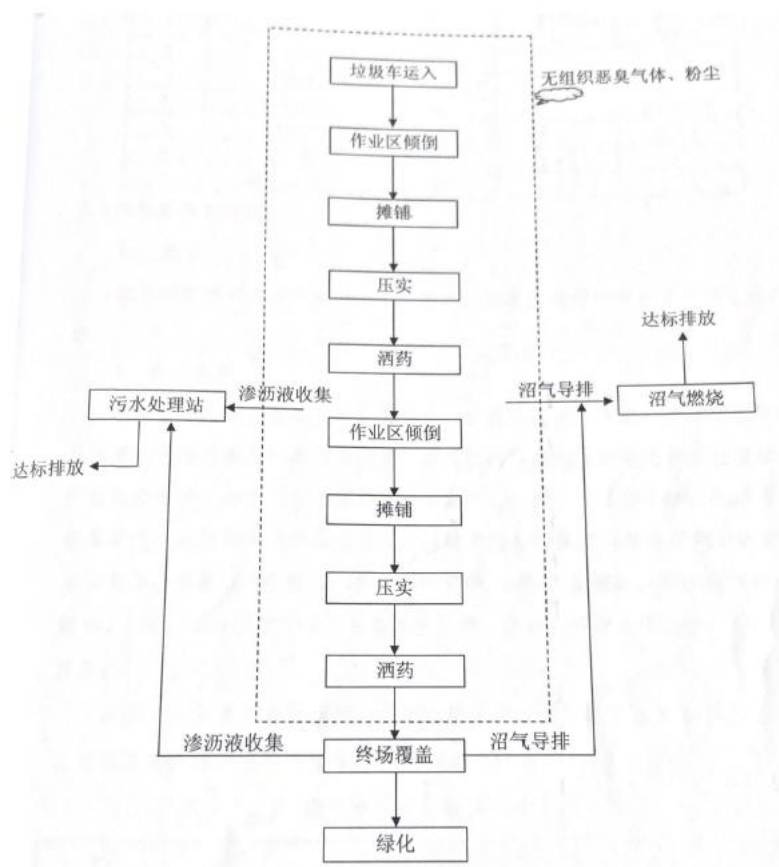 垃圾车运入
无组织恶臭气体、粉尘
作业区倾倒
摊铺
压实
达标排放
洒药
渗沥液收集
沼气导排
污水处理站
沼气燃烧
作业区倾倒
达标排放
摊铺
压实
洒药
渗沥液收集
终场覆盖
沼气导排
绿化